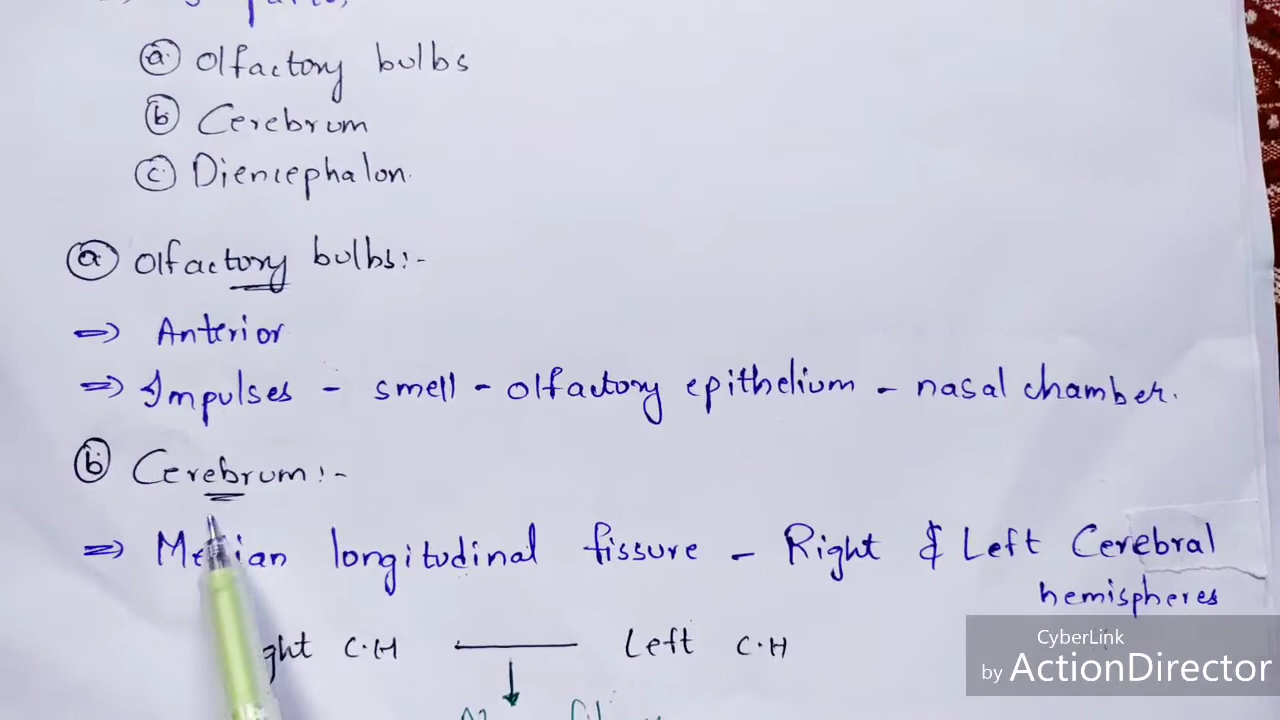 ⓐ Olfactory bulbs
ⓑ Cerebrum
ⓒ Diencephalon.
ⓐ Olfactory bulbs:-
⇒ Anterior
⇒ Impulses - smell - olfactory epithelium - nasal chamber.
ⓑ Cerebrum:-
⇒ Median longitudinal fissure - Right & Left Cerebral
hemispheres
ght C.H — Left C.H
CyberLink
by ActionDirector